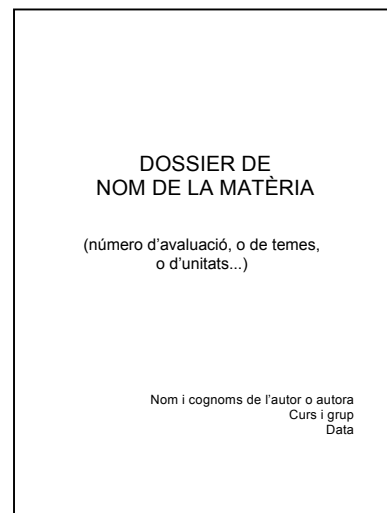 DOSSIER DE
NOM DE LA MATÈRIA
(número d’avaluació, o de temes,
o d’unitats...)
Nom i cognoms de l’autor o autora
Curs i grup
Data